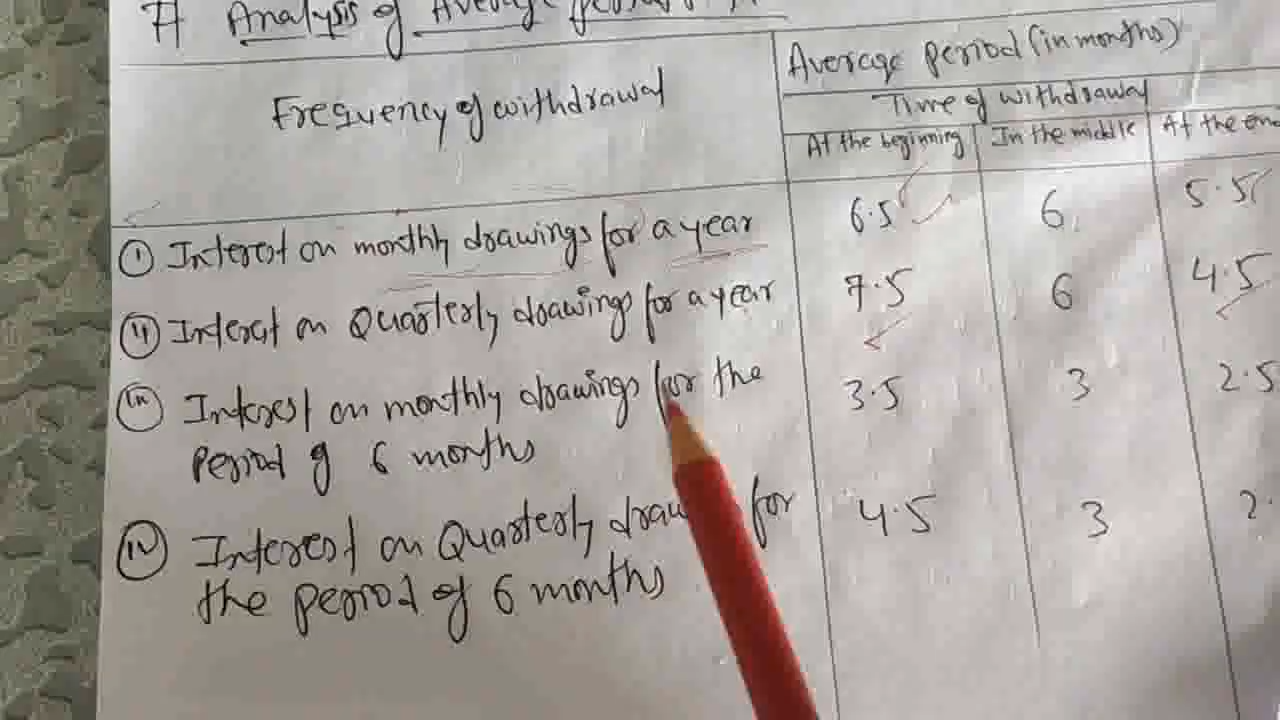 Analysis of Average
Average period (in months)
Frequency of withdrawal
Time of withdrawal
At the beginning In the middle At the
(i) Interest on monthly drawings for a year 6.5 6 5.5
(ii) Interest on Quarterly drawings for a year 7.5 6 4.5
(iii) Interest on monthly drawings for the 3.5 3 2.5
period of 6 months
(iv) Interest on Quarterly for 4.5 3 2.
the period of 6 months